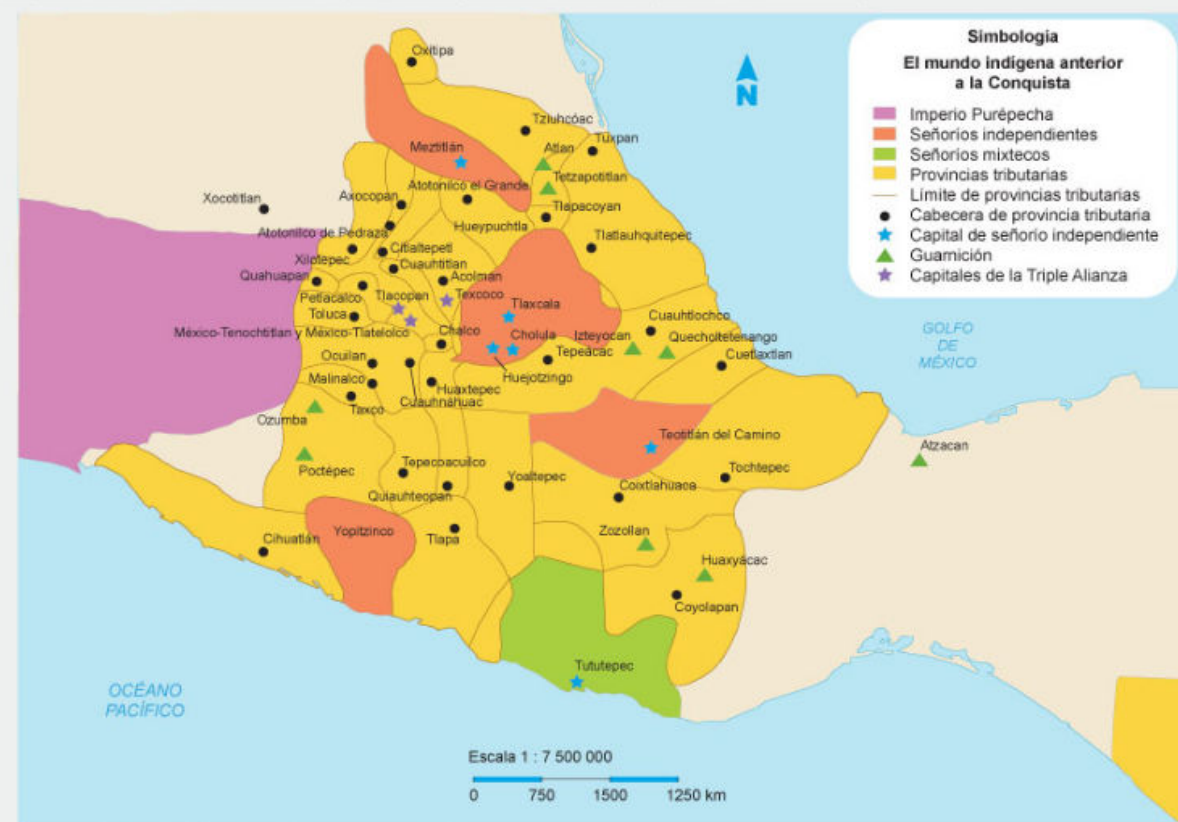 Simbología
El mundo indígena anterior
a la Conquista
Imperio Purépecha
Señoríos independientes
Señoríos mixtecos
Provincias tributarias
Límite de provincias tributarias
Cabecera de provincia tributaria
Capital de señorío independiente
Guarnición
Capitales de la Triple Alianza
N
Oxitipa
Tziuhcóac
Túxpan
Meztitlán
Atlan
Tetzapotitlan
Atotonilco el Grande
Axocopan
Xocotitlan
Tlapacoyan
Hueypuchtla
Atotonilco de Pedraza
Tlatlauhquitepec
Citlaltepetl
Xilotepec
Cuauhtitlan
Quahuapan
Acolman
Petlacalco
Tlacopan
Texcoco
Tlaxcala
Toluca
Cuauhtlochco
México-Tenochtitlan y México-Tlatelolco
Chalco
Cholula
Izteyocan
Quecholtetenango
Tepeácac
Cuetlaxtlan
Ocuilan
Huejotzingo
Malinalco
Huaxtepec
Cuauhnáhuac
Taxco
Ozumba
Teotitlán del Camino
Atzacan
Poctépec
Tepecoacuilco
Yoaltepec
Tochtepec
Coixtlahuaca
Quiauhteopan
Yopitzinco
Tlapa
Zozollan
Cihuatlán
Huaxyácac
Coyolapan
Tututepec
GOLFO
DE
MÉXICO
OCÉANO
PACÍFICO
Escala 1 : 7 500 000
0 750 1500 1250 km